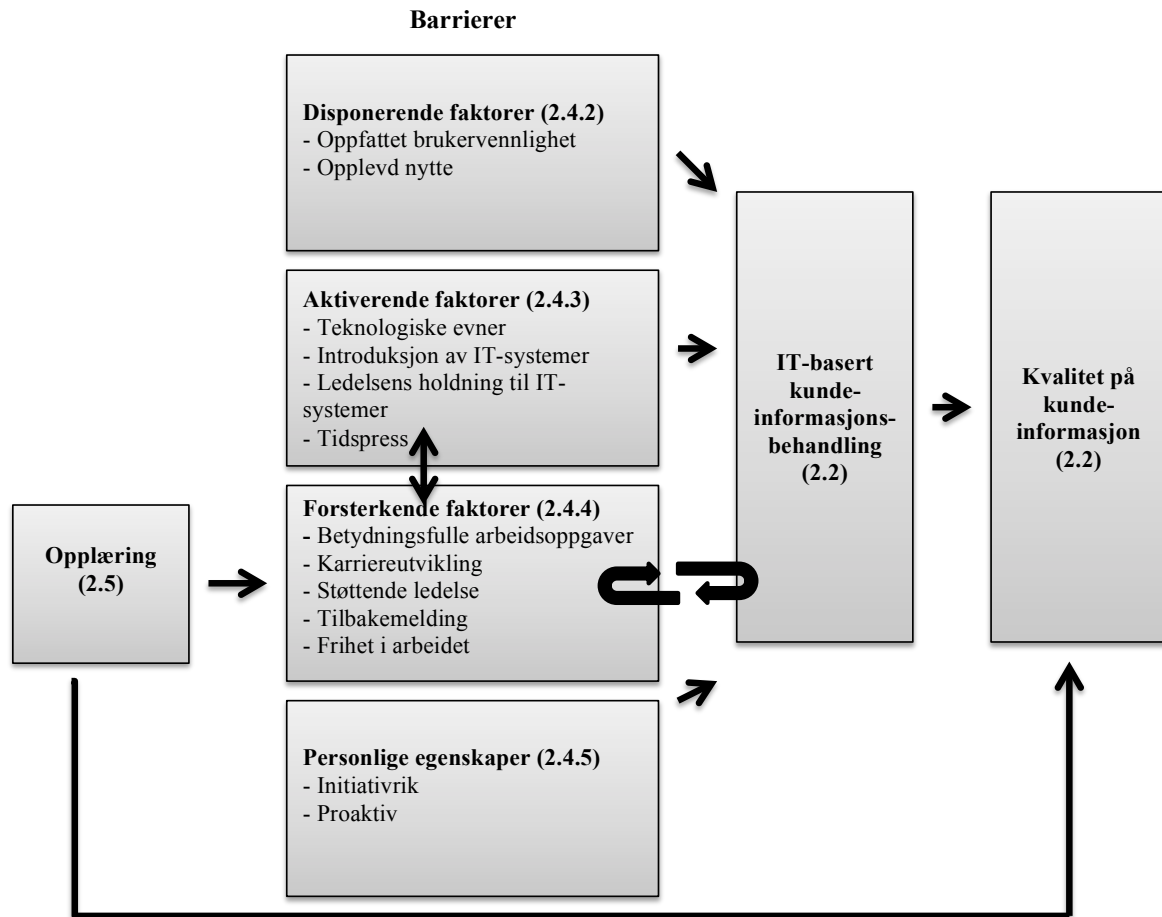 Barrierer
Disponerende faktorer (2.4.2)
- Oppfattet brukervennlighet
- Opplevd nytte
Aktiverende faktorer (2.4.3)
- Teknologiske evner
- Introduksjon av IT-systemer
- Ledelsens holdning til IT-
systemer
- Tidspress
Forsterkende faktorer (2.4.4)
- Betydningsfulle arbeidsoppgaver
- Karriereutvikling
- Støttende ledelse
- Tilbakemelding
- Frihet i arbeidet
Personlige egenskaper (2.4.5)
- Initiativrik
- Proaktiv
Opplæring
(2.5)
IT-basert
kunde-
informasjons-
behandling
(2.2)
Kvalitet på
kunde-
informasjon
(2.2)